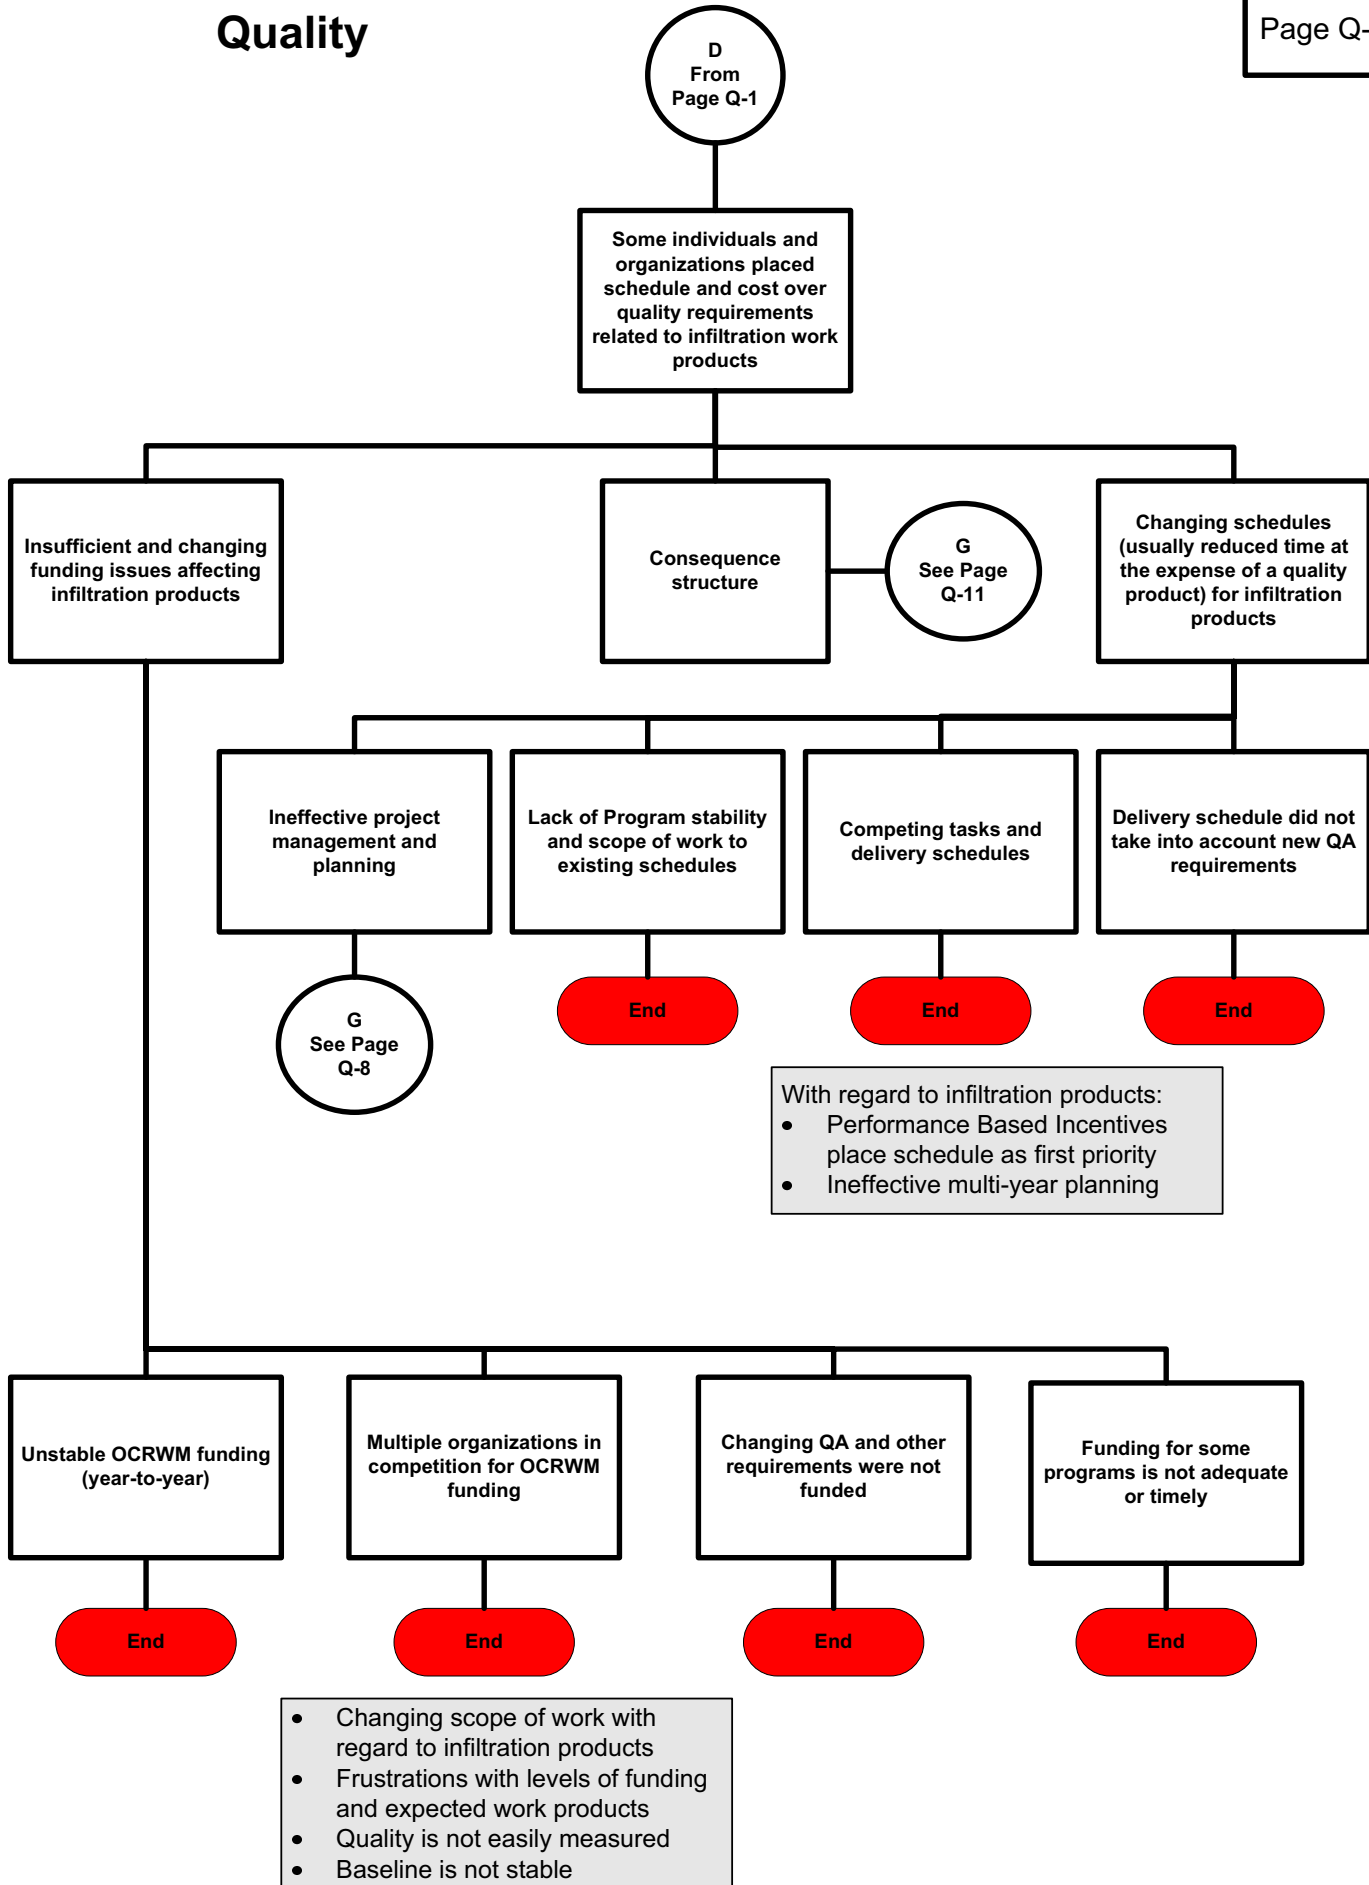 Quality
Page Q-
D
From
Page Q-1
Some individuals and
organizations placed
schedule and cost over
quality requirements
related to infiltration work
products
Insufficient and changing
funding issues affecting
infiltration products
Consequence
structure
G
See Page
Q-11
Changing schedules
(usually reduced time at
the expense of a quality
product) for infiltration
products
Ineffective project
management and
planning
Lack of Program stability
and scope of work to
existing schedules
Competing tasks and
delivery schedules
Delivery schedule did not
take into account new QA
requirements
G
See Page
Q-8
End
End
End
With regard to infiltration products:
• Performance Based Incentives
place schedule as first priority
• Ineffective multi-year planning
Unstable OCRWM funding
(year-to-year)
Multiple organizations in
competition for OCRWM
funding
Changing QA and other
requirements were not
funded
Funding for some
programs is not adequate
or timely
End
End
End
End
• Changing scope of work with
regard to infiltration products
• Frustrations with levels of funding
and expected work products
• Quality is not easily measured
• Baseline is not stable